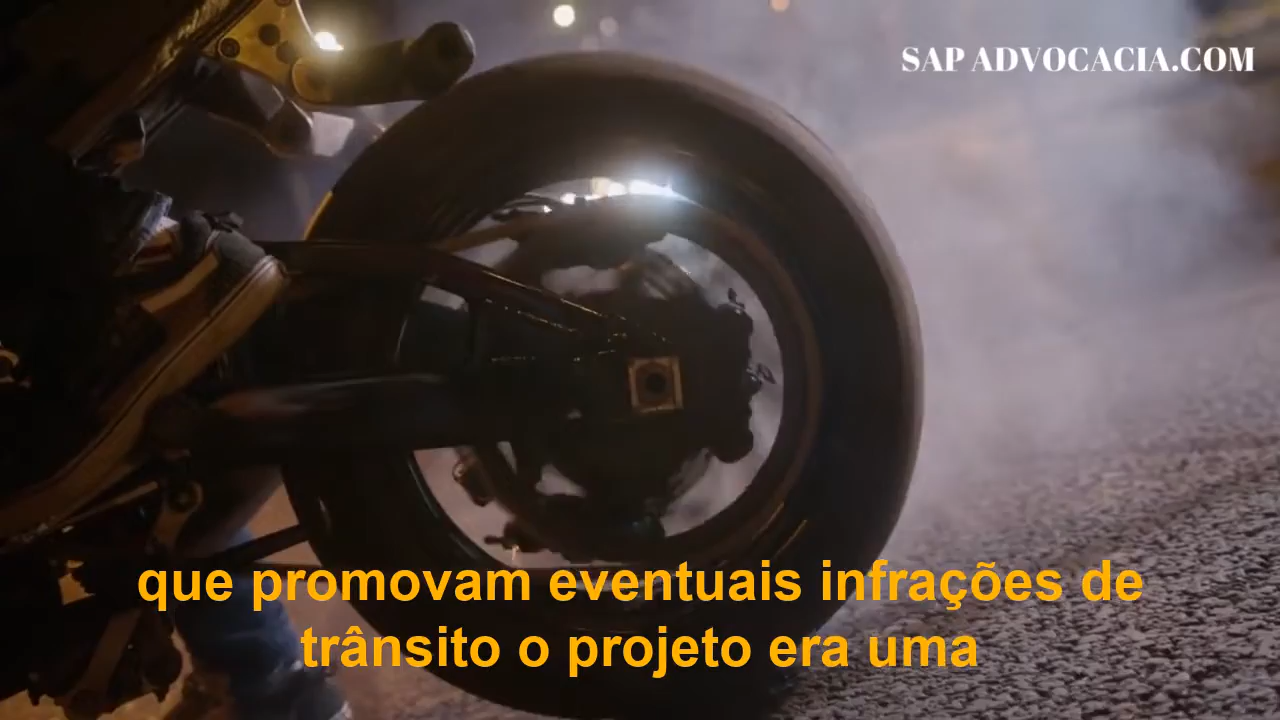 SAP ADVOCACIA.COM
que promovam eventuais infrações de
trânsito o projeto era uma